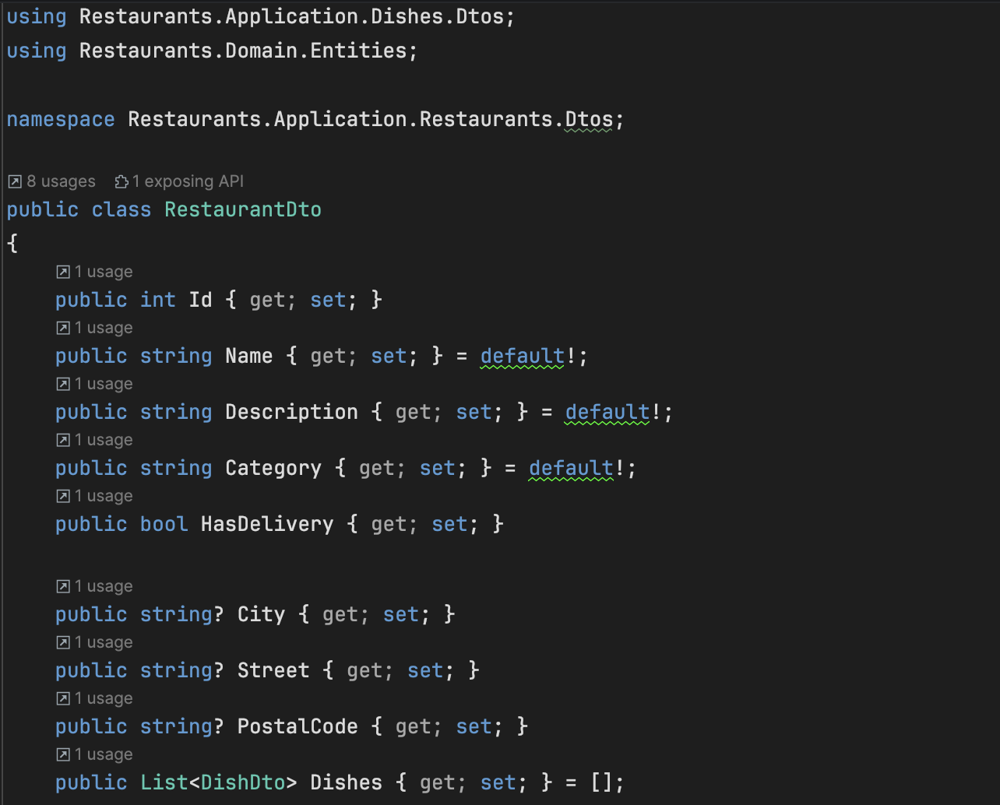 using Restaurants.Application.Dishes.Dtos;
using Restaurants.Domain.Entities;
namespace Restaurants.Application.Restaurants.Dtos;
8 usages 1 exposing API
public class RestaurantDto
{
1 usage
public int Id { get; set; }
1 usage
public string Name { get; set; } = default!;
1 usage
public string Description { get; set; } = default!;
1 usage
public string Category { get; set; } = default!;
1 usage
public bool HasDelivery { get; set; }
1 usage
public string? City { get; set; }
1 usage
public string? Street { get; set; }
1 usage
public string? PostalCode { get; set; }
1 usage
public List<DishDto> Dishes { get; set; } = [];